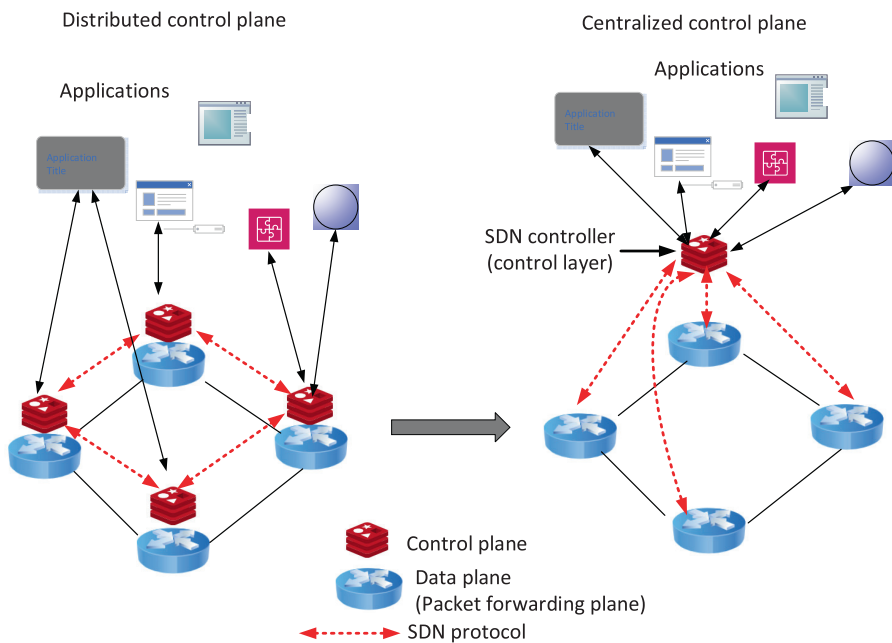 Distributed control plane
Centralized control plane
Applications
Applications
Application
Title
Application
Title
SDN controller
(control layer)
Control plane
Data plane
(Packet forwarding plane)
SDN protocol